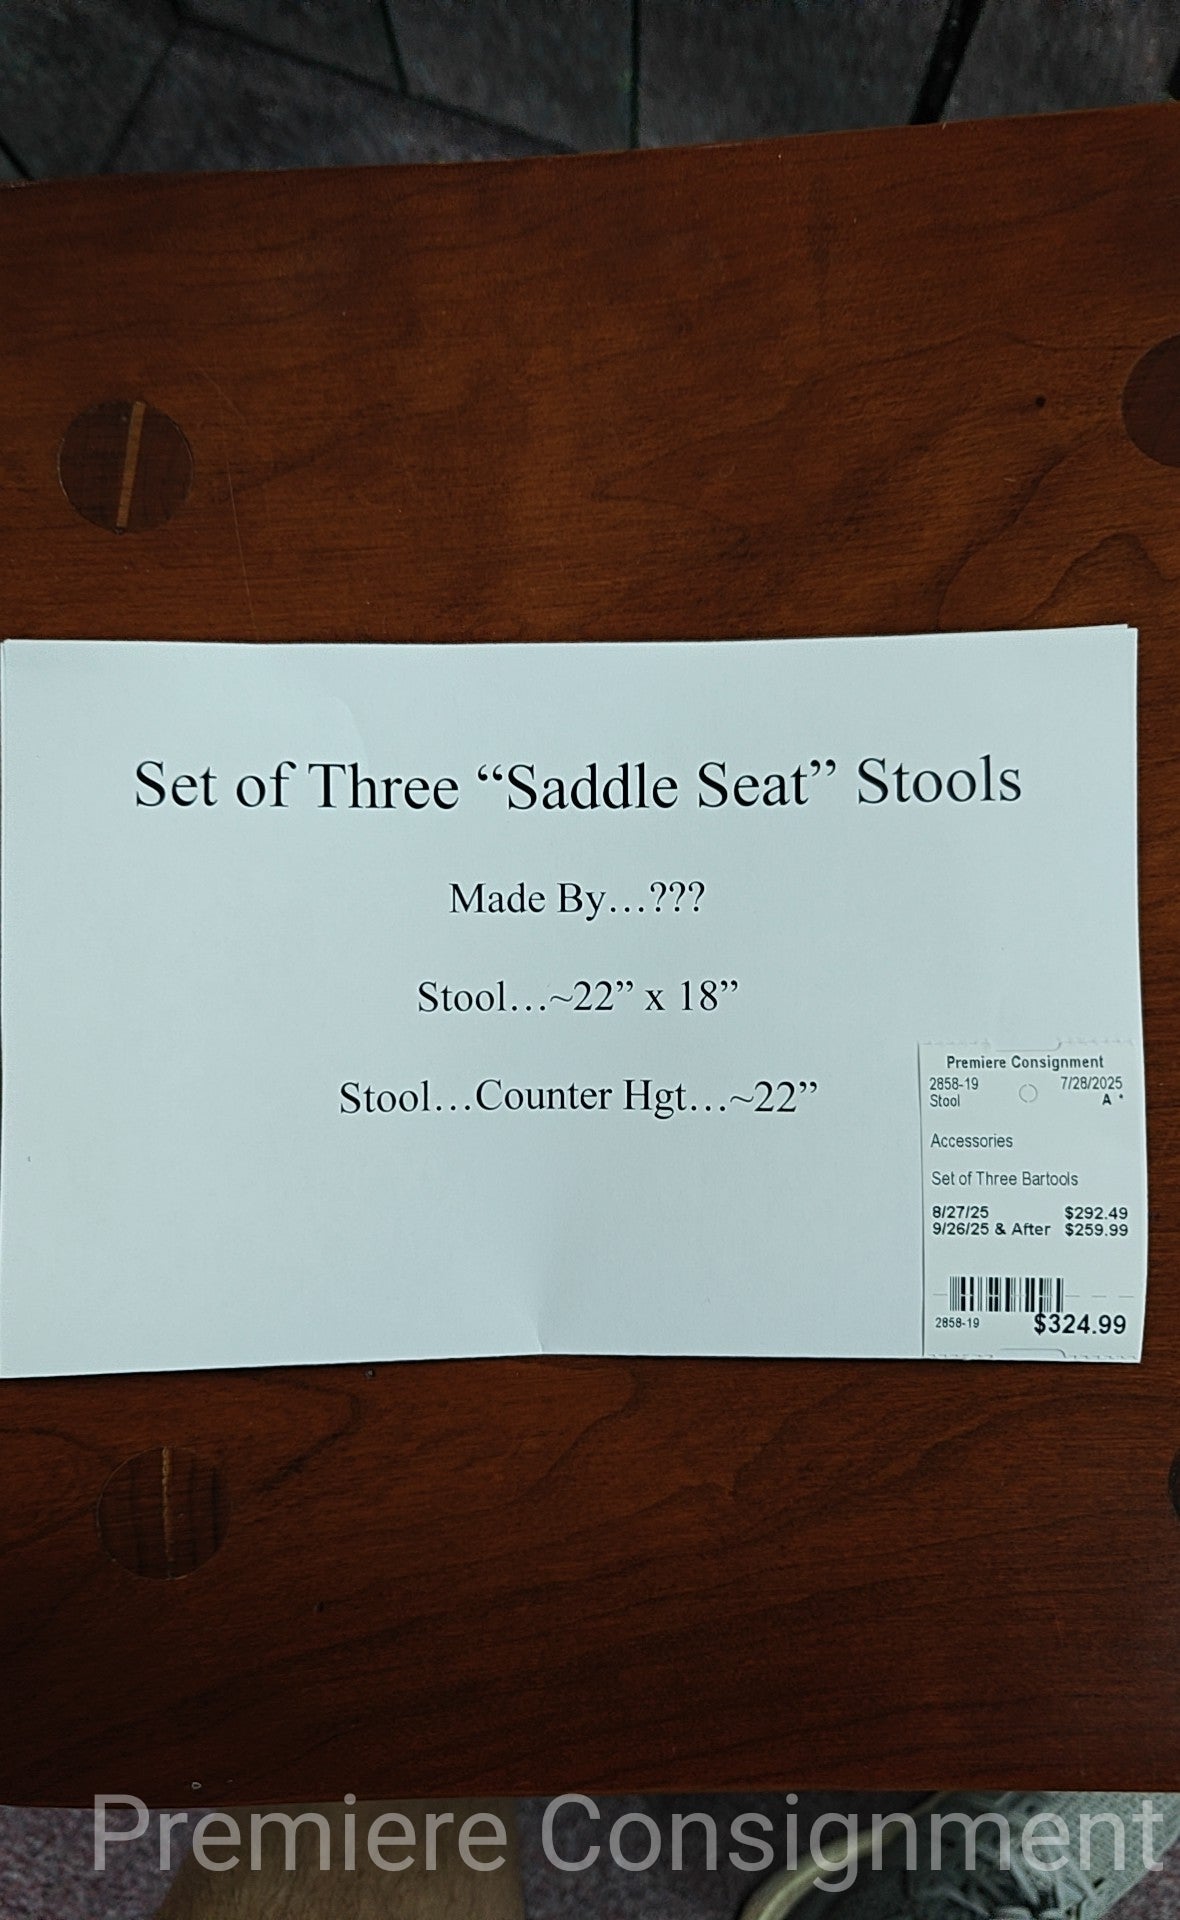 Set of Three “Saddle Seat” Stools
Made By…???
Stool…~22” x 18”
Stool…Counter Hgt…~22”
Premiere Consignment
2858-19 7/28/2025
Stool A *
Accessories
Set of Three Bartools
8/27/25 $292.49
9/26/25 & After $259.99
2858-19 $324.99
Premiere Consignment